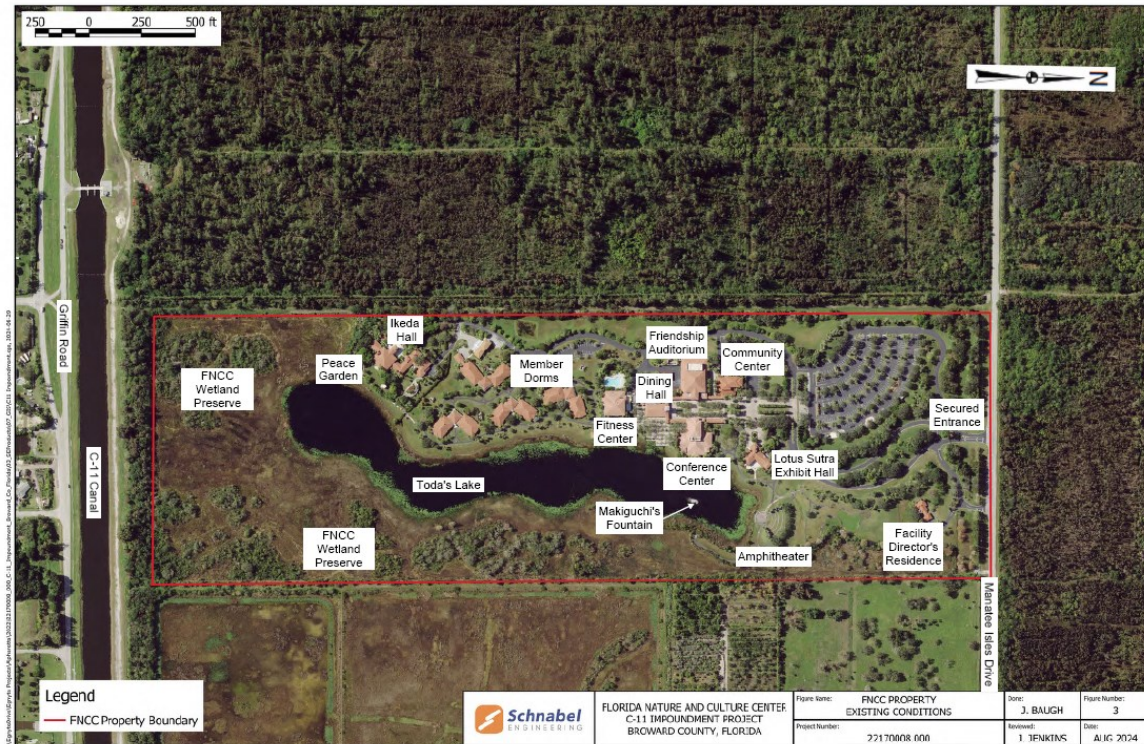 250 0 250 500 ft
N
Griffin Road
C-11 Canal
Ikeda
Hall
Peace
Garden
FNCC
Wetland
Preserve
Member
Dorms
Friendship
Auditorium
Community
Center
Dining
Hall
Fitness
Center
Secured
Entrance
Lotus Sutra
Exhibit Hall
Conference
Center
Toda's Lake
Makiguchi's
Fountain
FNCC
Wetland
Preserve
Amphitheater
Facility
Director's
Residence
Manatee Isles Drive
Legend
FNCC Property Boundary
Schnabel
ENGINEERING
FLORIDA NATURE AND CULTURE CENTER
C-11 IMPOUNDMENT PROJECT
BROWARD COUNTY, FLORIDA
Figure Name:
FNCC PROPERTY
EXISTING CONDITIONS
Project Number:
22170008.000
Done:
J. BAUGH
Figure Number:
3
Reviewed:
J. JENKINS
Date:
AUG 2024